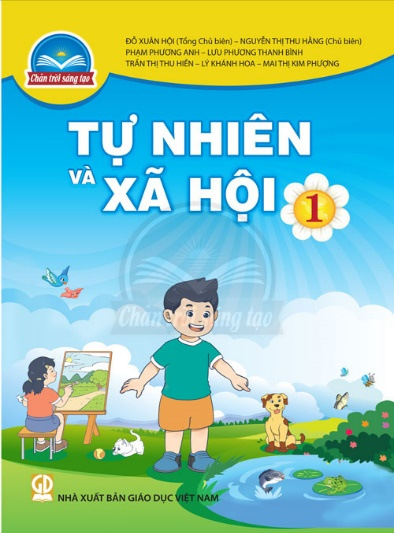 Chân trời sáng tạo
ĐỖ XUÂN HỘI (Tổng Chủ biên) – NGUYỄN THỊ THU HẰNG (Chủ biên)
PHẠM PHƯƠNG ANH – LƯU PHƯƠNG THANH BÌNH
TRẦN THỊ THU HIỀN – LÝ KHÁNH HOA – MAI THỊ KIM PHƯỢNG
TỰ NHIÊN
VÀ XÃ HỘI 1
Chân trời sáng tạo
GD
NHÀ XUẤT BẢN GIÁO DỤC VIỆT NAM